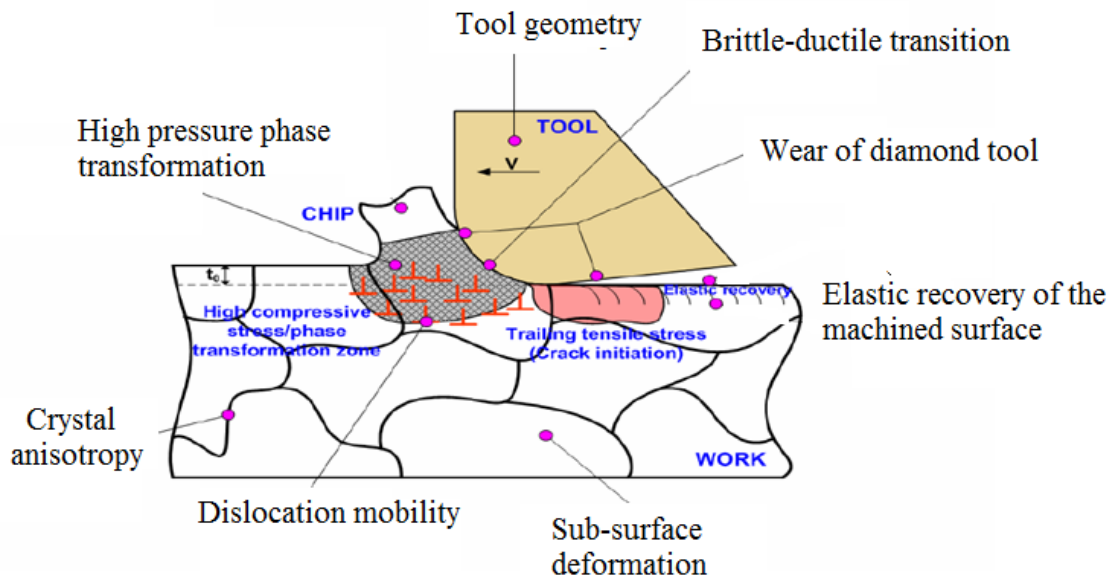 Tool geometry
Brittle-ductile transition
High pressure phase
transformation
TOOL
V
Wear of diamond tool
CHIP
t₀
High compressive
stress/phase
transformation zone
Elastic recovery
Trailing tensile stress
(Crack initiation)
Elastic recovery of the
machined surface
Crystal
anisotropy
WORK
Dislocation mobility
Sub-surface
deformation